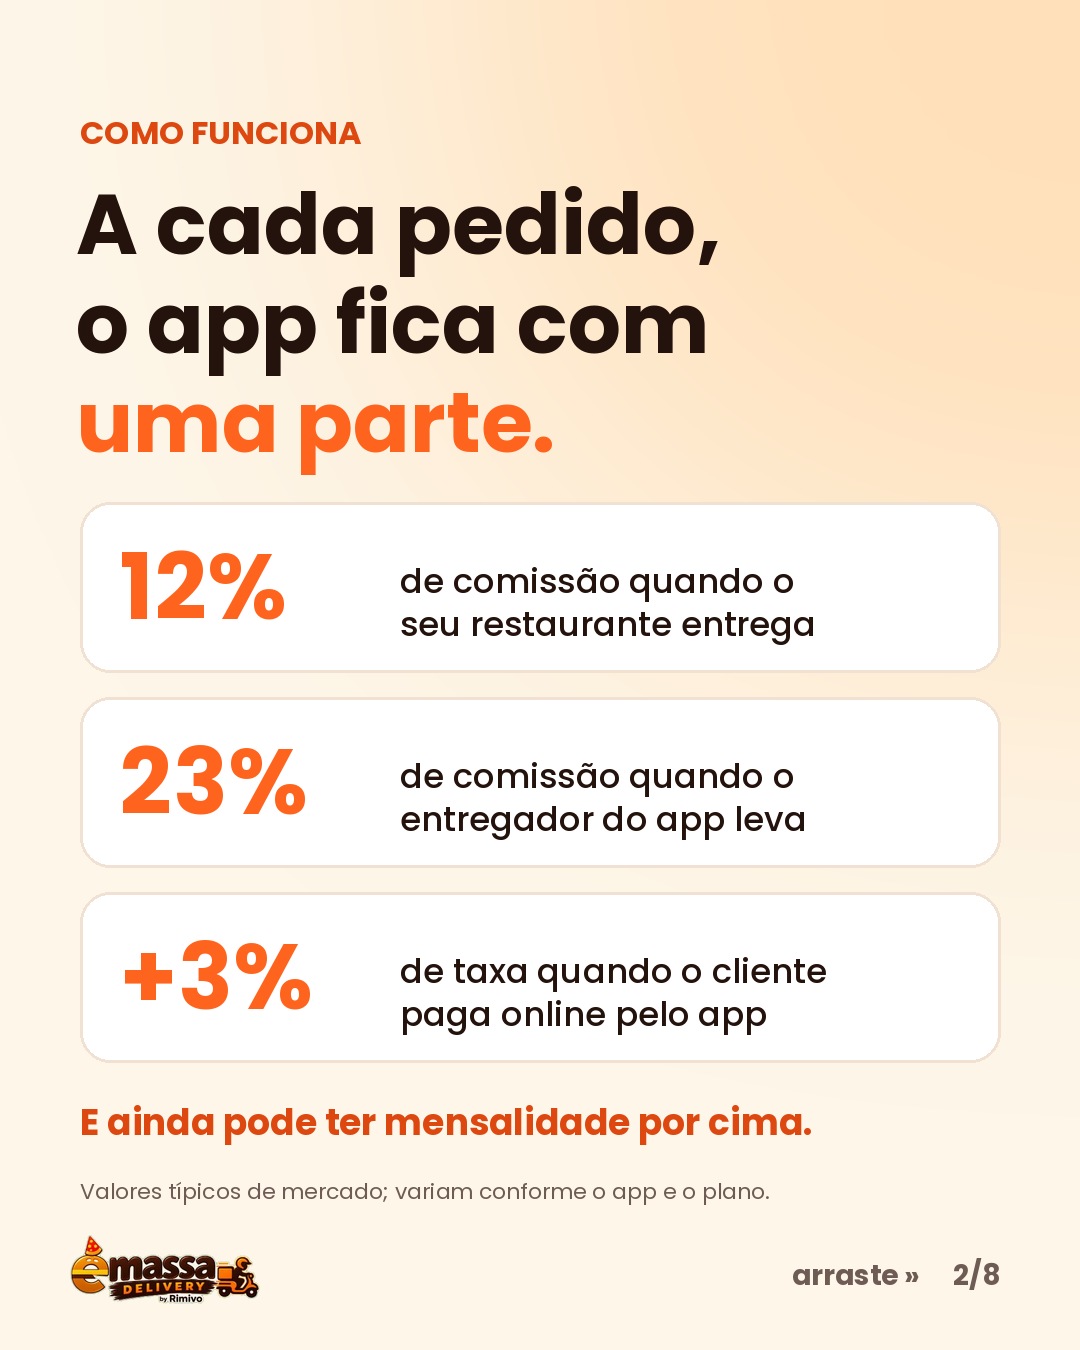 COMO FUNCIONA
A cada pedido,
o app fica com
uma parte.
12%
de comissão quando o
seu restaurante entrega
23%
de comissão quando o
entregador do app leva
+3%
de taxa quando o cliente
paga online pelo app
E ainda pode ter mensalidade por cima.
Valores típicos de mercado; variam conforme o app e o plano.
êmassa
DELIVERY
by Rimivo
arraste » 2/8